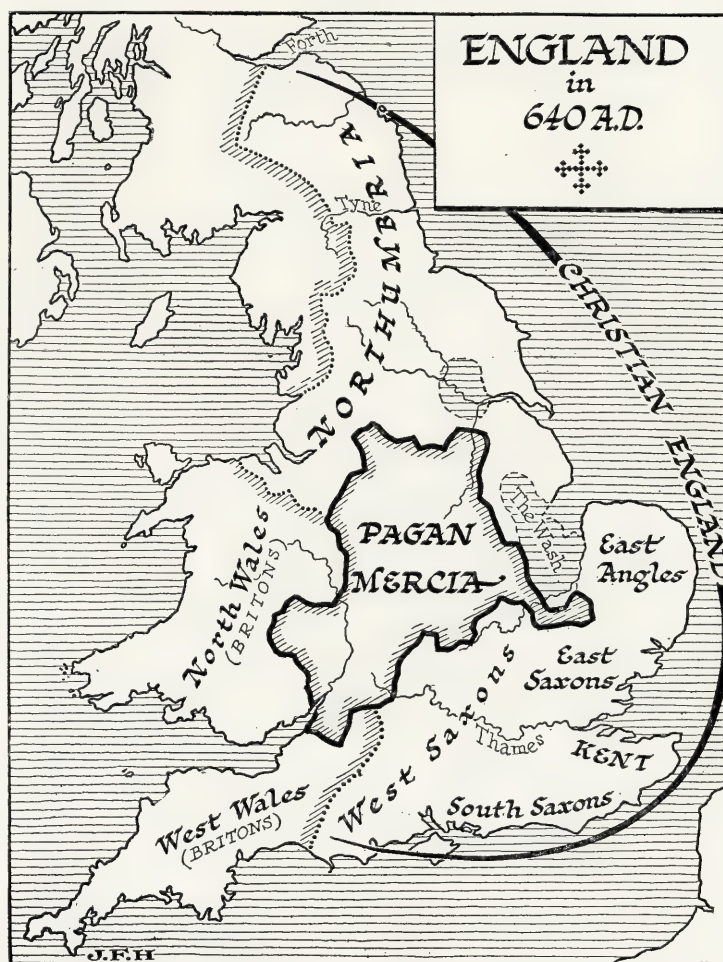 ENGLAND
in
640 A.D.
Forth
Tyne
NORTHUMBRIA
CHRISTIAN ENGLAND
The Wash
PAGAN
MERCIA
East
Angles
North Wales
(BRITONS)
East
Saxons
West Saxons
Thames
KENT
South Saxons
West Wales
(BRITONS)
J.F.H